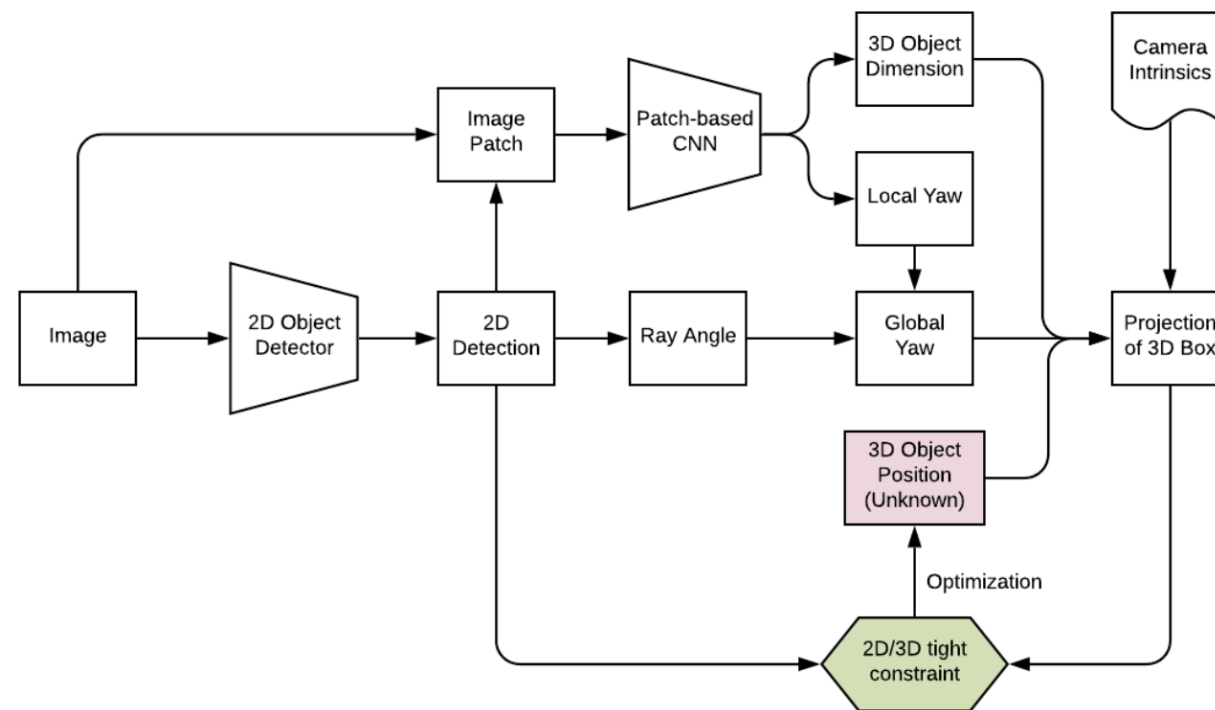 3D Object
Dimension
Camera
Intrinsics
Image
Patch
Patch-based
CNN
Local Yaw
Image
2D Object
Detector
2D
Detection
Ray Angle
Global
Yaw
Projection
of 3D Box
3D Object
Position
(Unknown)
Optimization
2D/3D tight
constraint